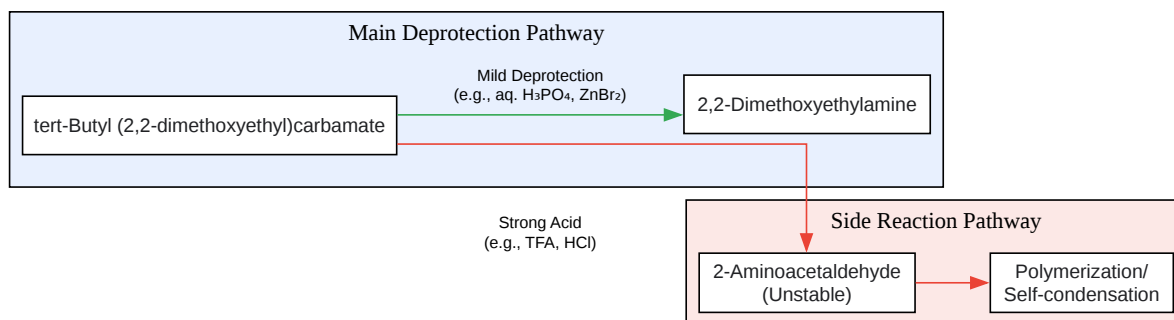 Main Deprotection Pathway
Mild Deprotection
(e.g., aq. H₃PO₄, ZnBr₂)
tert-Butyl (2,2-dimethoxyethyl)carbamate
2,2-Dimethoxyethylamine
Strong Acid
(e.g., TFA, HCl)
Side Reaction Pathway
2-Aminoacetaldehyde
(Unstable)
Polymerization/
Self-condensation